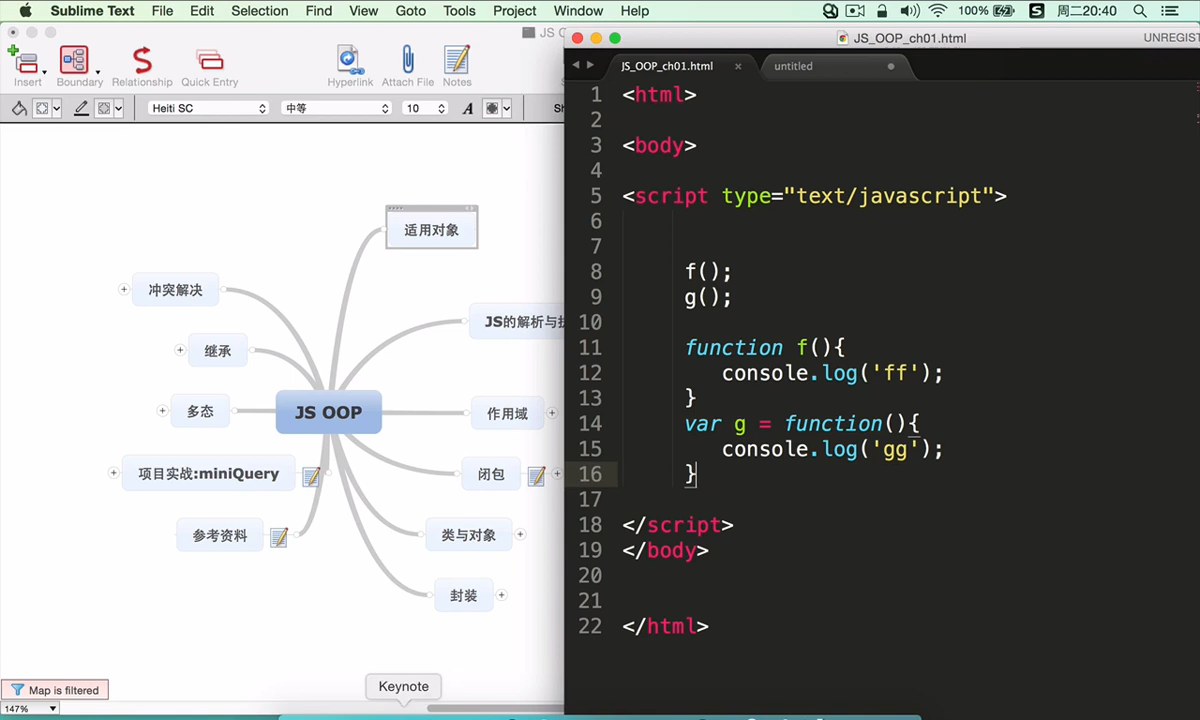 Sublime Text File Edit Selection Find View Goto Tools Project Window Help 100% 周二20:40
JS
Insert Boundary Relationship Quick Entry Hyperlink Attach File Notes
Heiti SC 中等 10 A
适用对象
冲突解决
JS的解析与
继承
JS OOP
多态
作用域
项目实战:miniQuery
闭包
参考资料
类与对象
封装
Map is filtered
147%
Keynote
JS_OOP_ch01.html UNREGIST
JS_OOP_ch01.html × untitled
1 <html>
2
3 <body>
4
5 <script type="text/javascript">
6
7
8 f();
9 g();
10
11 function f(){
12 console.log('ff');
13 }
14 var g = function(){
15 console.log('gg');
16 }
17
18 </script>
19 </body>
20
21
22 </html>